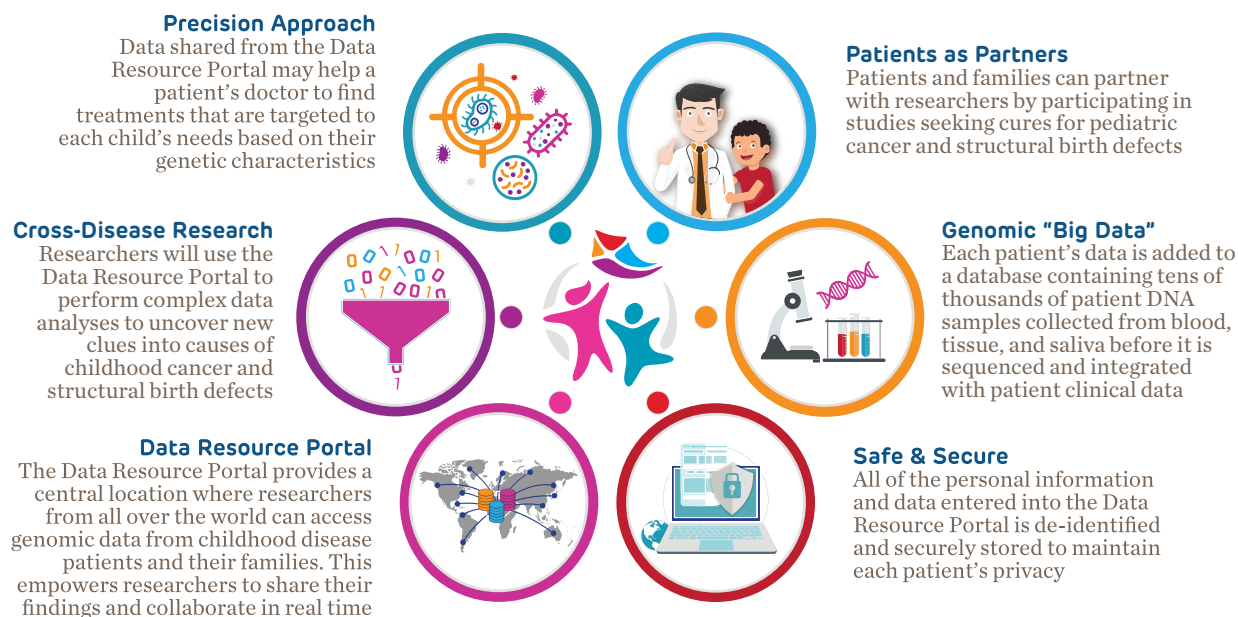 Precision Approach
Data shared from the Data
Resource Portal may help a
patient's doctor to find
treatments that are targeted to
each child's needs based on their
genetic characteristics
Patients as Partners
Patients and families can partner
with researchers by participating in
studies seeking cures for pediatric
cancer and structural birth defects
Cross-Disease Research
Researchers will use the
Data Resource Portal to
perform complex data
analyses to uncover new
clues into causes of
childhood cancer and
structural birth defects
Genomic "Big Data"
Each patient's data is added to
a database containing tens of
thousands of patient DNA
samples collected from blood,
tissue, and saliva before it is
sequenced and integrated
with patient clinical data
Data Resource Portal
The Data Resource Portal provides a
central location where researchers
from all over the world can access
genomic data from childhood disease
patients and their families. This
empowers researchers to share their
findings and collaborate in real time
Safe & Secure
All of the personal information
and data entered into the Data
Resource Portal is de-identified
and securely stored to maintain
each patient's privacy